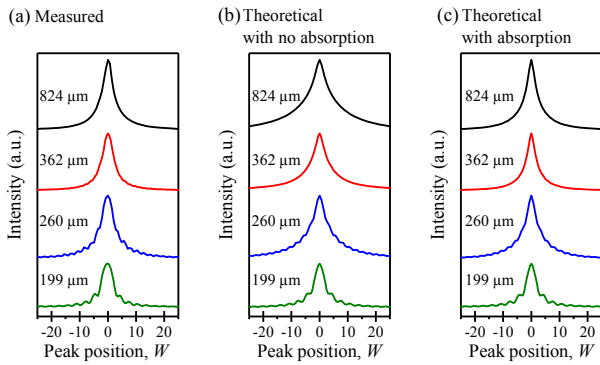 (a) Measured
824 µm
362 µm
260 µm
199 µm
-20 -10 0 10 20
Peak position, W
Intensity (a.u.)
(b) Theoretical
with no absorption
824 µm
362 µm
260 µm
199 µm
-20 -10 0 10 20
Peak position, W
Intensity (a.u.)
(c) Theoretical
with absorption
824 µm
362 µm
260 µm
199 µm
-20 -10 0 10 20
Peak position, W
Intensity (a.u.)